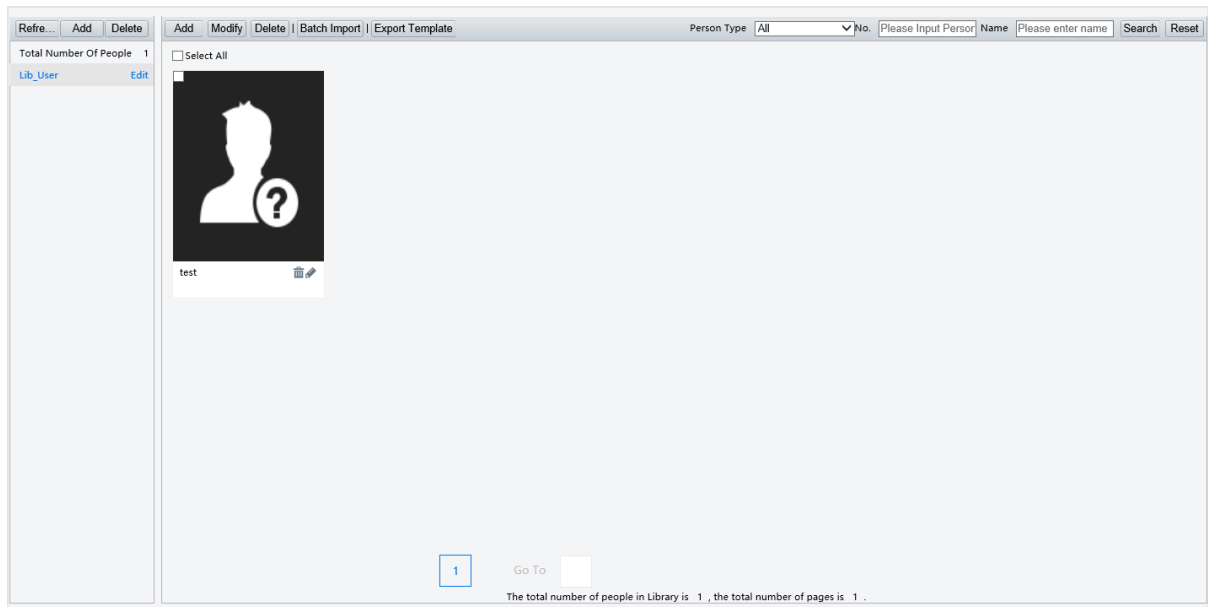 Refre... Add Delete
Total Number Of People 1
Lib_User Edit
Add Modify Delete | Batch Import | Export Template Person Type All No. Please Input Person Name Please enter name Search Reset
Select All
?
test
1 Go To
The total number of people in Library is 1 , the total number of pages is 1 .